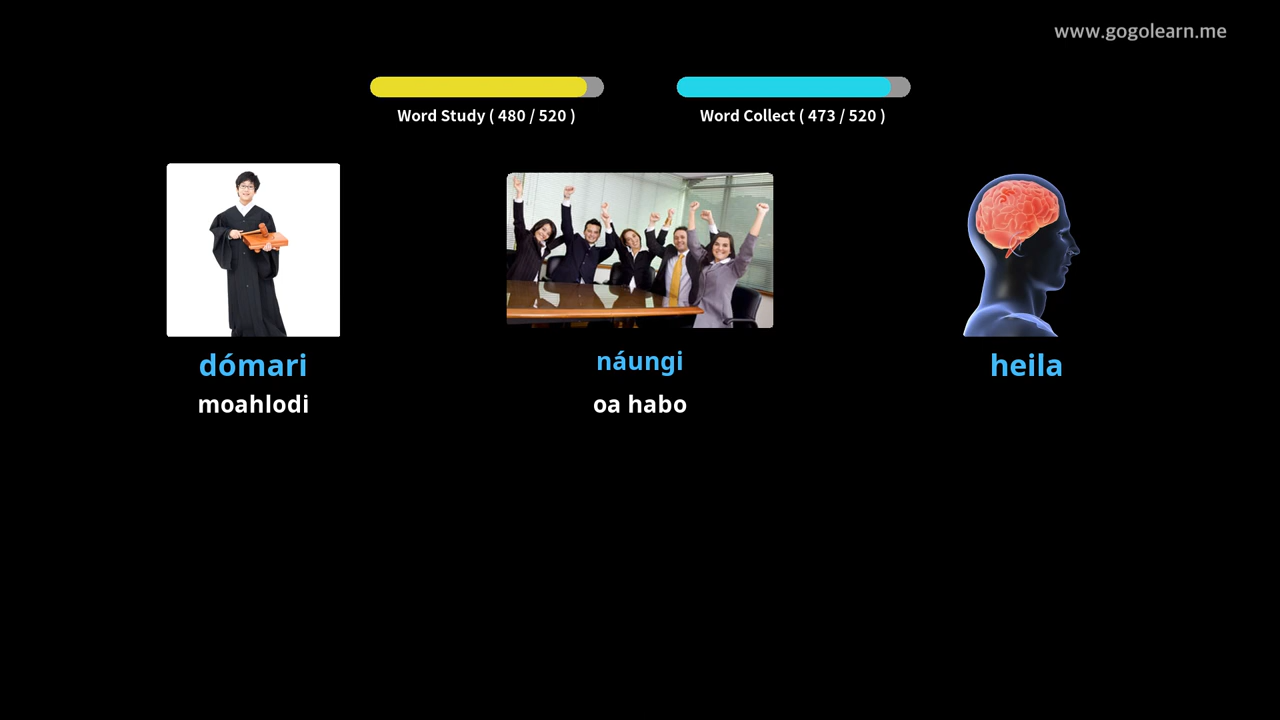 www.gogolearn.me
Word Study ( 480 / 520 )
Word Collect ( 473 / 520 )
dómari
náungi
heila
moahlodi
oa habo